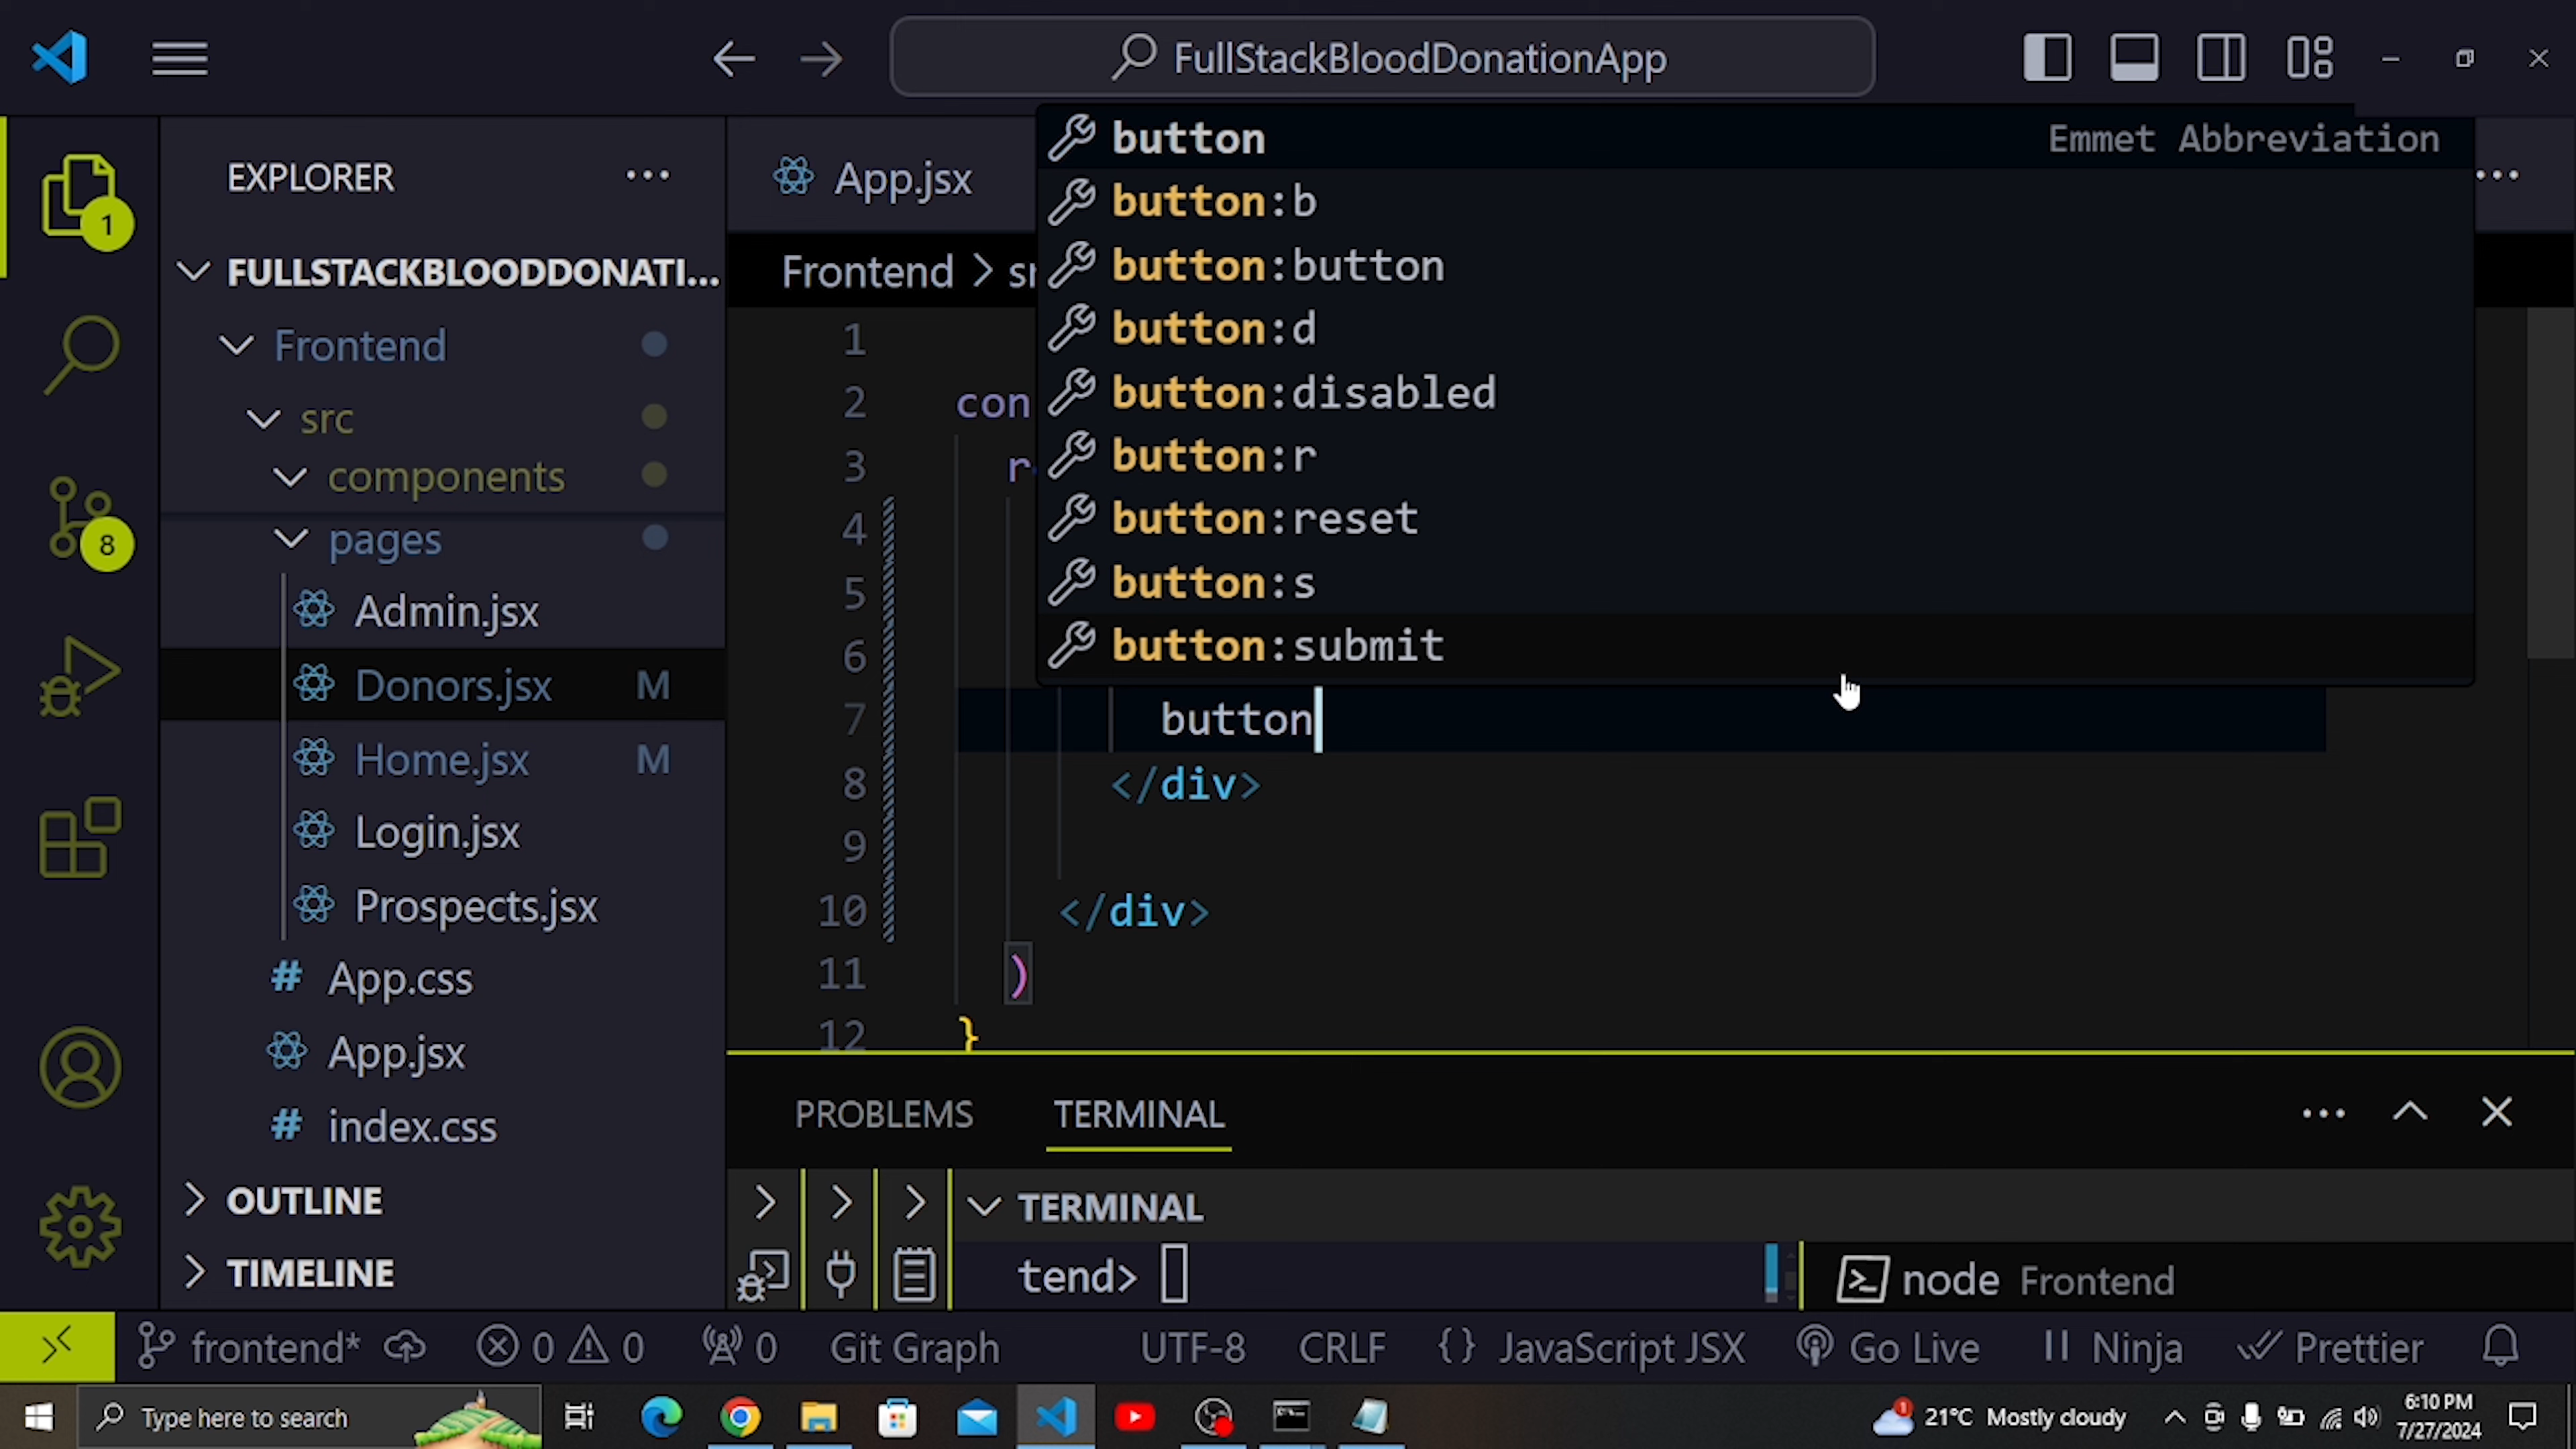 FullStackBloodDonationApp
EXPLORER
1
FULLSTACKBLOODDONATI...
Frontend
src
components
pages
8
Admin.jsx
Donors.jsx M
Home.jsx M
Login.jsx
Prospects.jsx
App.css
App.jsx
index.css
OUTLINE
TIMELINE
App.jsx
Frontend > sr
button Emmet Abbreviation
button:b
button:button
button:d
button:disabled
button:r
button:reset
button:s
button:submit
1
2 con
3 r
4
5
6
7 button
8 </div>
9
10 </div>
11 )
12 }
PROBLEMS TERMINAL
TERMINAL
tend>
node Frontend
frontend* 0 0 0 Git Graph UTF-8 CRLF {} JavaScript JSX Go Live Ninja Prettier
Type here to search
1 21°C Mostly cloudy
6:10 PM
7/27/2024